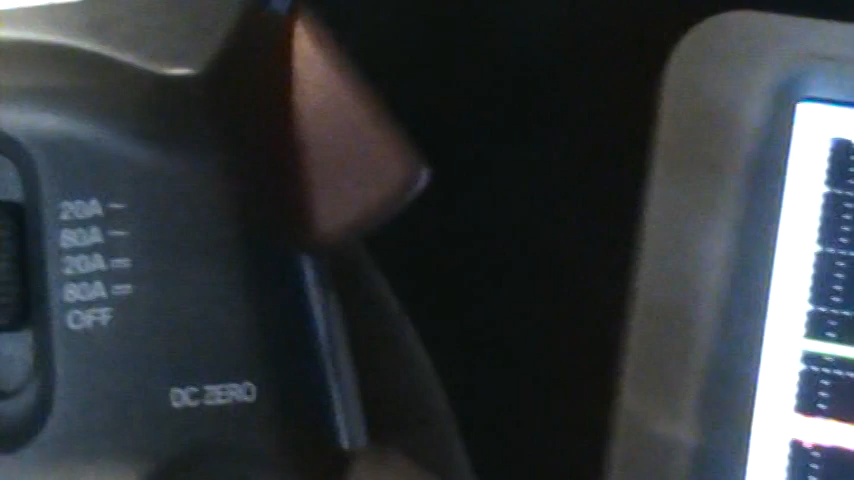 20A ~
80A ~
20A ⎓
80A ⎓
OFF
DC ZERO